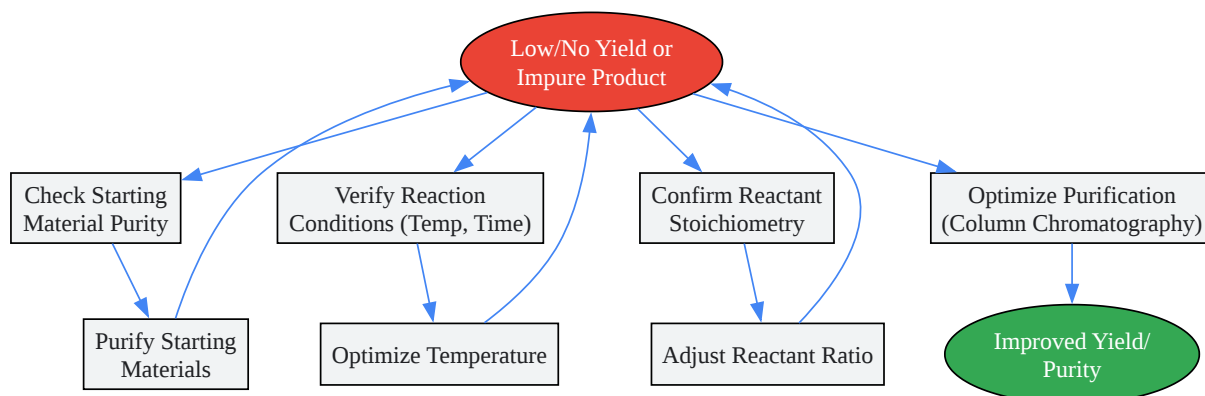 Low/No Yield or
Impure Product
Check Starting
Material Purity
Verify Reaction
Conditions (Temp, Time)
Confirm Reactant
Stoichiometry
Optimize Purification
(Column Chromatography)
Purify Starting
Materials
Optimize Temperature
Adjust Reactant Ratio
Improved Yield/
Purity